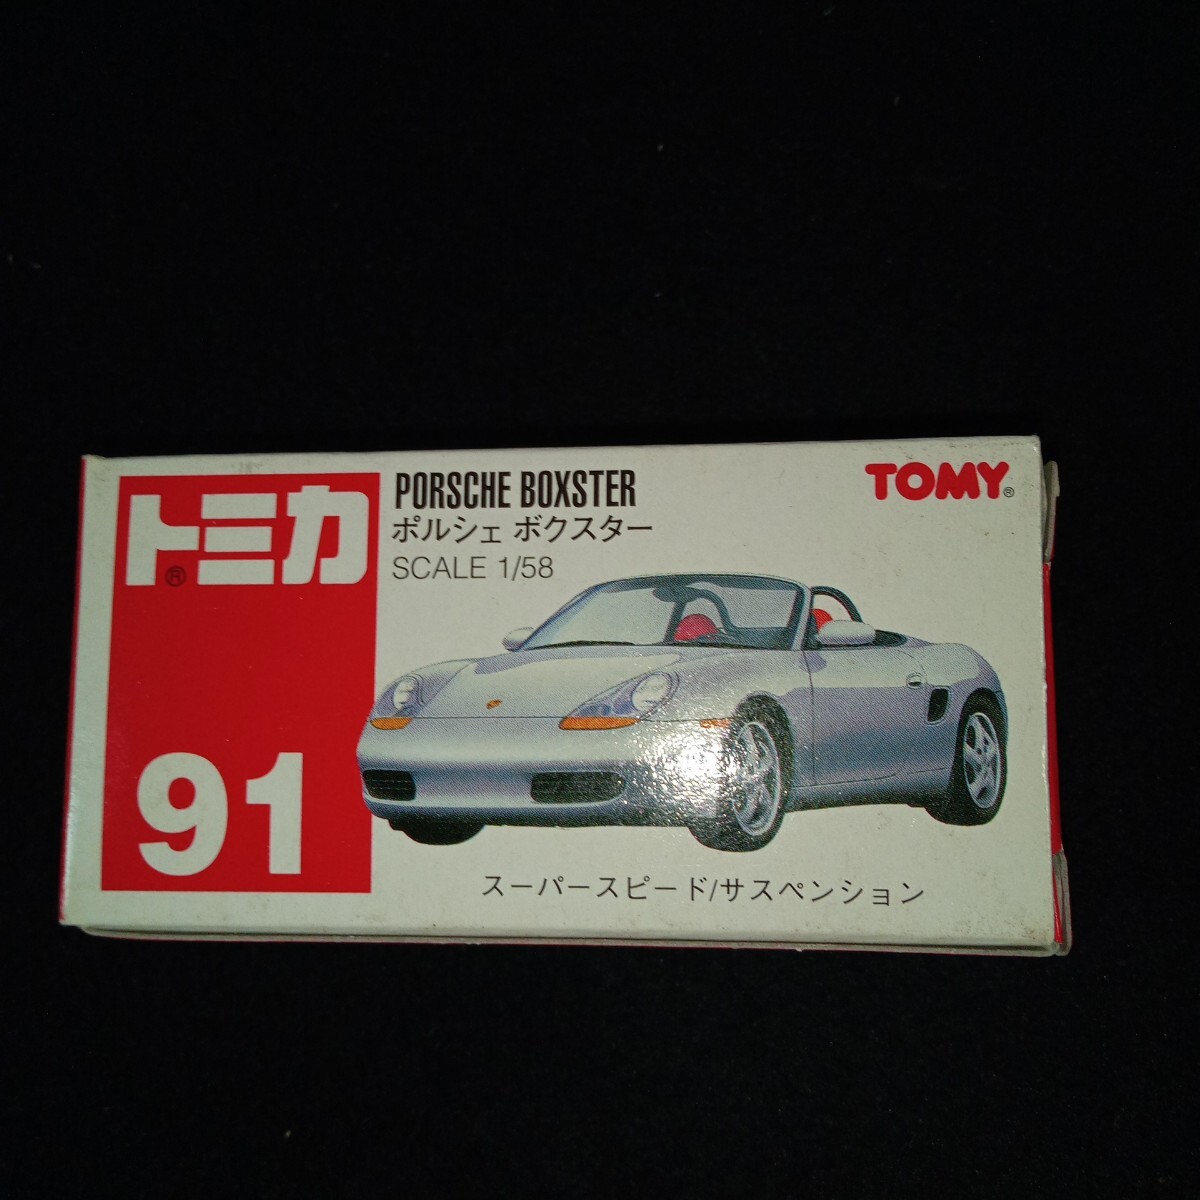 トミカ®
91
PORSCHE BOXSTER
ポルシェ ボクスター
SCALE 1/58
TOMY®
スーパースピード/サスペンション